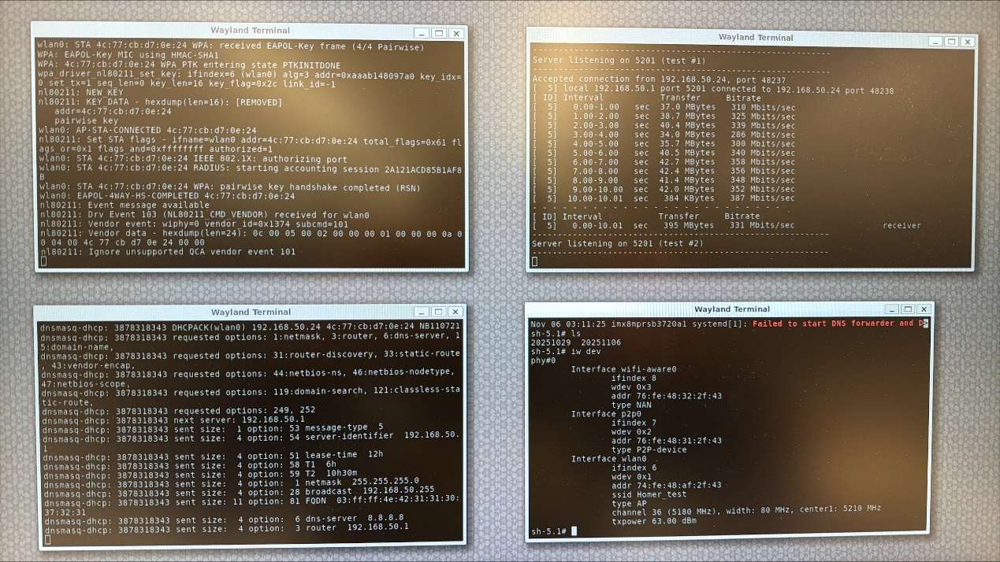 Wayland Terminal
wlan0: STA 4c:77:cb:d7:0e:24 WPA: received EAPOL-Key frame (4/4 Pairwise)
WPA: EAPOL-Key MIC using HMAC-SHA1
WPA: 4c:77:cb:d7:0e:24 WPA_PTK entering state PTKINITDONE
wpa_driver_nl80211_set_key: ifindex=6 (wlan0) alg=3 addr=0xaaab148097a0 key_idx=
0 set_tx=1 seq_len=0 key_len=16 key_flag=0x2c link_id=-1
nl80211: NEW_KEY
nl80211: KEY_DATA - hexdump(len=16): [REMOVED]
addr=4c:77:cb:d7:0e:24
pairwise key
wlan0: AP-STA-CONNECTED 4c:77:cb:d7:0e:24
nl80211: Set STA flags - ifname=wlan0 addr=4c:77:cb:d7:0e:24 total_flags=0x61 fl
ags_or=0x1 flags_and=0xffffffff authorized=1
wlan0: STA 4c:77:cb:d7:0e:24 IEEE 802.1X: authorizing port
wlan0: STA 4c:77:cb:d7:0e:24 RADIUS: starting accounting session 2A121ACD85B1AF8
B
wlan0: STA 4c:77:cb:d7:0e:24 WPA: pairwise key handshake completed (RSN)
wlan0: EAPOL-4WAY-HS-COMPLETED 4c:77:cb:d7:0e:24
nl80211: Event message available
nl80211: Drv Event 103 (NL80211_CMD_VENDOR) received for wlan0
nl80211: Vendor event: wiphy=0 vendor_id=0x1374 subcmd=101
nl80211: Vendor data - hexdump(len=24): 0c 00 05 00 02 00 00 00 01 00 00 00 0a 0
0 04 00 4c 77 cb d7 0e 24 00 00
nl80211: Ignore unsupported QCA vendor event 101
Wayland Terminal
-----------------------------------------------------------
Server listening on 5201 (test #1)
-----------------------------------------------------------
Accepted connection from 192.168.50.24, port 48237
[  5] local 192.168.50.1 port 5201 connected to 192.168.50.24 port 48238
[ ID] Interval           Transfer     Bitrate
[  5]   0.00-1.00   sec  37.0 MBytes   310 Mbits/sec
[  5]   1.00-2.00   sec  38.7 MBytes   325 Mbits/sec
[  5]   2.00-3.00   sec  40.4 MBytes   339 Mbits/sec
[  5]   3.00-4.00   sec  34.0 MBytes   286 Mbits/sec
[  5]   4.00-5.00   sec  35.7 MBytes   300 Mbits/sec
[  5]   5.00-6.00   sec  40.5 MBytes   340 Mbits/sec
[  5]   6.00-7.00   sec  42.7 MBytes   358 Mbits/sec
[  5]   7.00-8.00   sec  42.4 MBytes   356 Mbits/sec
[  5]   8.00-9.00   sec  41.4 MBytes   348 Mbits/sec
[  5]   9.00-10.00  sec  42.0 MBytes   352 Mbits/sec
[  5]  10.00-10.01  sec   384 KBytes   387 Mbits/sec
- - - - - - - - - - - - - - - - - - - - - - - - -
[ ID] Interval           Transfer     Bitrate
[  5]   0.00-10.01  sec   395 MBytes   331 Mbits/sec                  receiver
-----------------------------------------------------------
Server listening on 5201 (test #2)
-----------------------------------------------------------
Wayland Terminal
dnsmasq-dhcp: 3878318343 DHCPACK(wlan0) 192.168.50.24 4c:77:cb:d7:0e:24 NB110721
dnsmasq-dhcp: 3878318343 requested options: 1:netmask, 3:router, 6:dns-server, 1
5:domain-name,
dnsmasq-dhcp: 3878318343 requested options: 31:router-discovery, 33:static-route
, 43:vendor-encap,
dnsmasq-dhcp: 3878318343 requested options: 44:netbios-ns, 46:netbios-nodetype,
47:netbios-scope,
dnsmasq-dhcp: 3878318343 requested options: 119:domain-search, 121:classless-sta
tic-route,
dnsmasq-dhcp: 3878318343 requested options: 249, 252
dnsmasq-dhcp: 3878318343 next server: 192.168.50.1
dnsmasq-dhcp: 3878318343 sent size:  1 option: 53 message-type  5
dnsmasq-dhcp: 3878318343 sent size:  4 option: 54 server-identifier  192.168.50.
1
dnsmasq-dhcp: 3878318343 sent size:  4 option: 51 lease-time  12h
dnsmasq-dhcp: 3878318343 sent size:  4 option: 58 T1  6h
dnsmasq-dhcp: 3878318343 sent size:  4 option: 59 T2  10h30m
dnsmasq-dhcp: 3878318343 sent size:  4 option:  1 netmask  255.255.255.0
dnsmasq-dhcp: 3878318343 sent size:  4 option: 28 broadcast  192.168.50.255
dnsmasq-dhcp: 3878318343 sent size: 11 option: 81 FQDN  03:ff:ff:4e:42:31:31:30:
37:32:31
dnsmasq-dhcp: 3878318343 sent size:  4 option:  6 dns-server  8.8.8.8
dnsmasq-dhcp: 3878318343 sent size:  4 option:  3 router  192.168.50.1
Wayland Terminal
Nov 06 03:11:25 imx8mprsb3720a1 systemd[1]: Failed to start DNS forwarder and D>
sh-5.1# ls
20251029  20251106
sh-5.1# iw dev
phy#0
Interface wifi-aware0
ifindex 8
wdev 0x3
addr 76:fe:48:32:2f:43
type NAN
Interface p2p0
ifindex 7
wdev 0x2
addr 76:fe:48:31:2f:43
type P2P-device
Interface wlan0
ifindex 6
wdev 0x1
addr 74:fe:48:af:2f:43
ssid Homer_test
type AP
channel 36 (5180 MHz), width: 80 MHz, center1: 5210 MHz
txpower 63.00 dBm
sh-5.1#